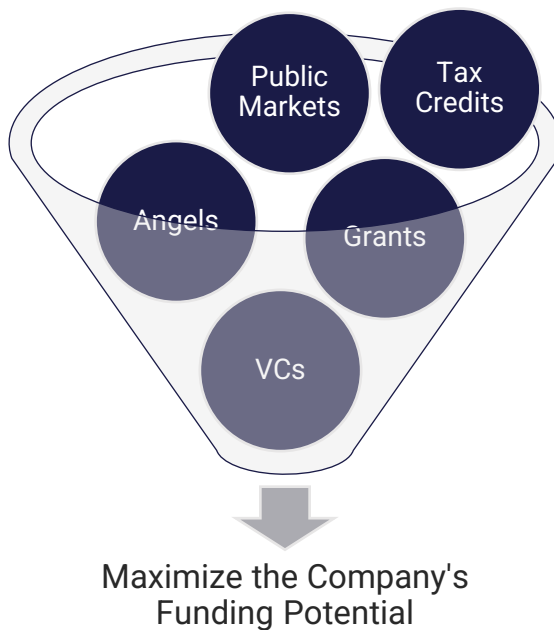 Public
Markets
Tax
Credits
Angels
Grants
VCs
Maximize the Company's
Funding Potential